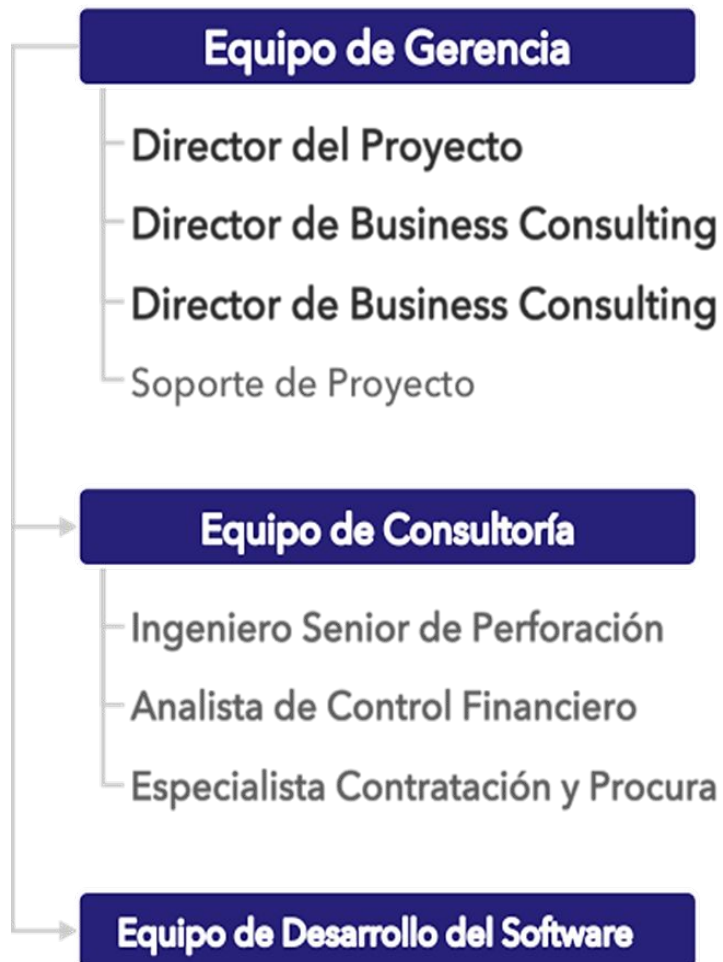 Equipo de Gerencia
Director del Proyecto
Director de Business Consulting
Director de Business Consulting
Soporte de Proyecto
Equipo de Consultoría
Ingeniero Senior de Perforación
Analista de Control Financiero
Especialista Contratación y Procura
Equipo de Desarrollo del Software